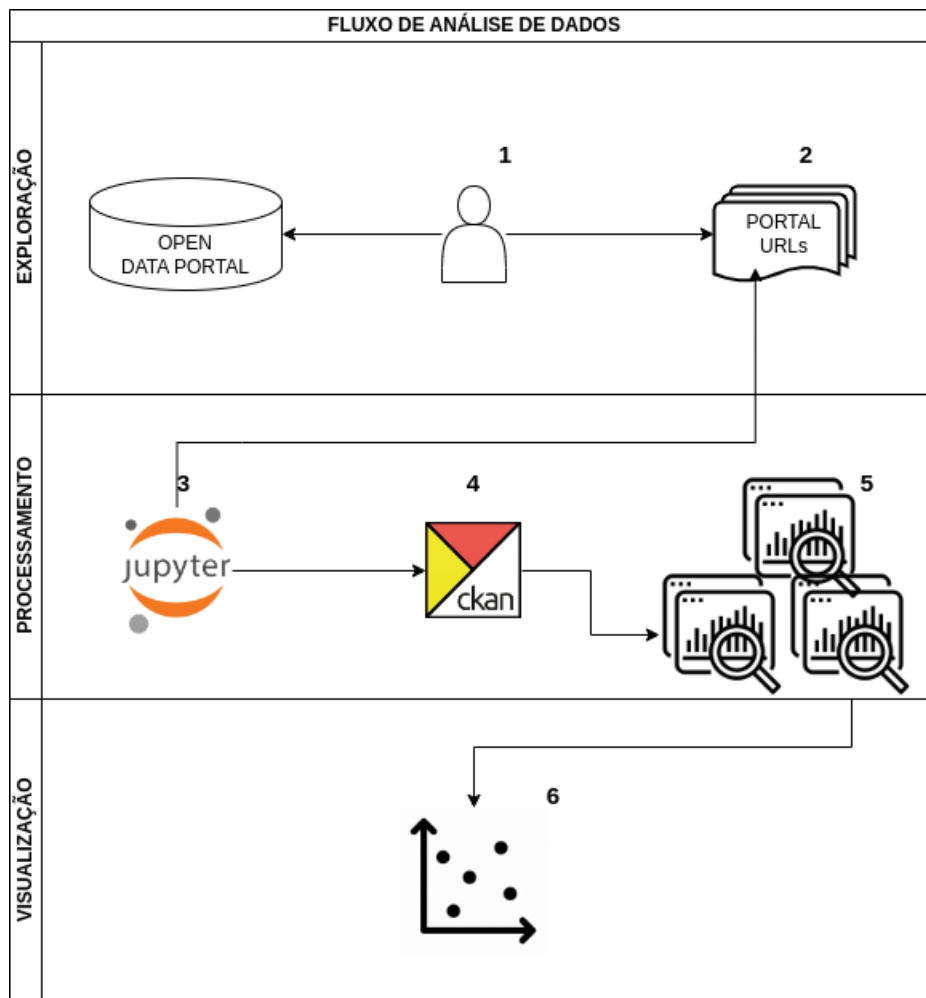 FLUXO DE ANÁLISE DE DADOS
EXPLORAÇÃO
1
2
OPEN
DATA PORTAL
PORTAL
URLs
PROCESSAMENTO
3
4
5
jupyter
ckan
VISUALIZAÇÃO
6